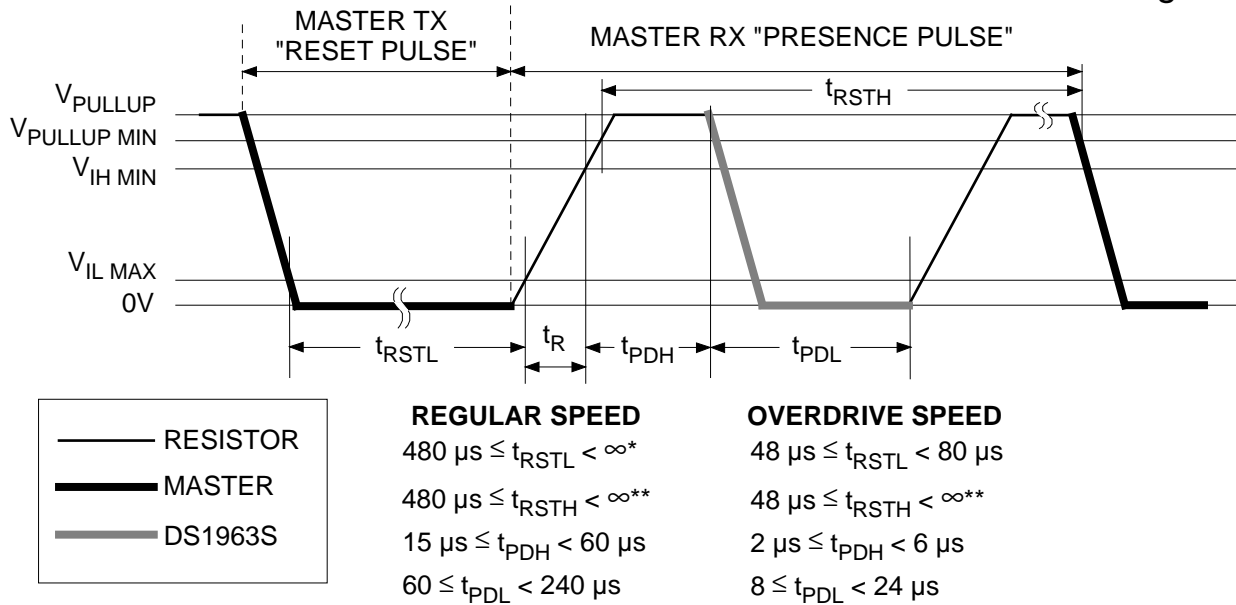 MASTER TX
"RESET PULSE"
MASTER RX "PRESENCE PULSE"
VPULLUP
VPULLUP MIN
VIH MIN
VIL MAX
0V
tRSTH
tRSTL
tR
tPDH
tPDL
RESISTOR
MASTER
DS1963S
REGULAR SPEED
480 µs ≤ tRSTL < ∞*
480 µs ≤ tRSTH < ∞**
15 µs ≤ tPDH < 60 µs
60 ≤ tPDL < 240 µs
OVERDRIVE SPEED
48 µs ≤ tRSTL < 80 µs
48 µs ≤ tRSTH < ∞**
2 µs ≤ tPDH < 6 µs
8 ≤ tPDL < 24 µs